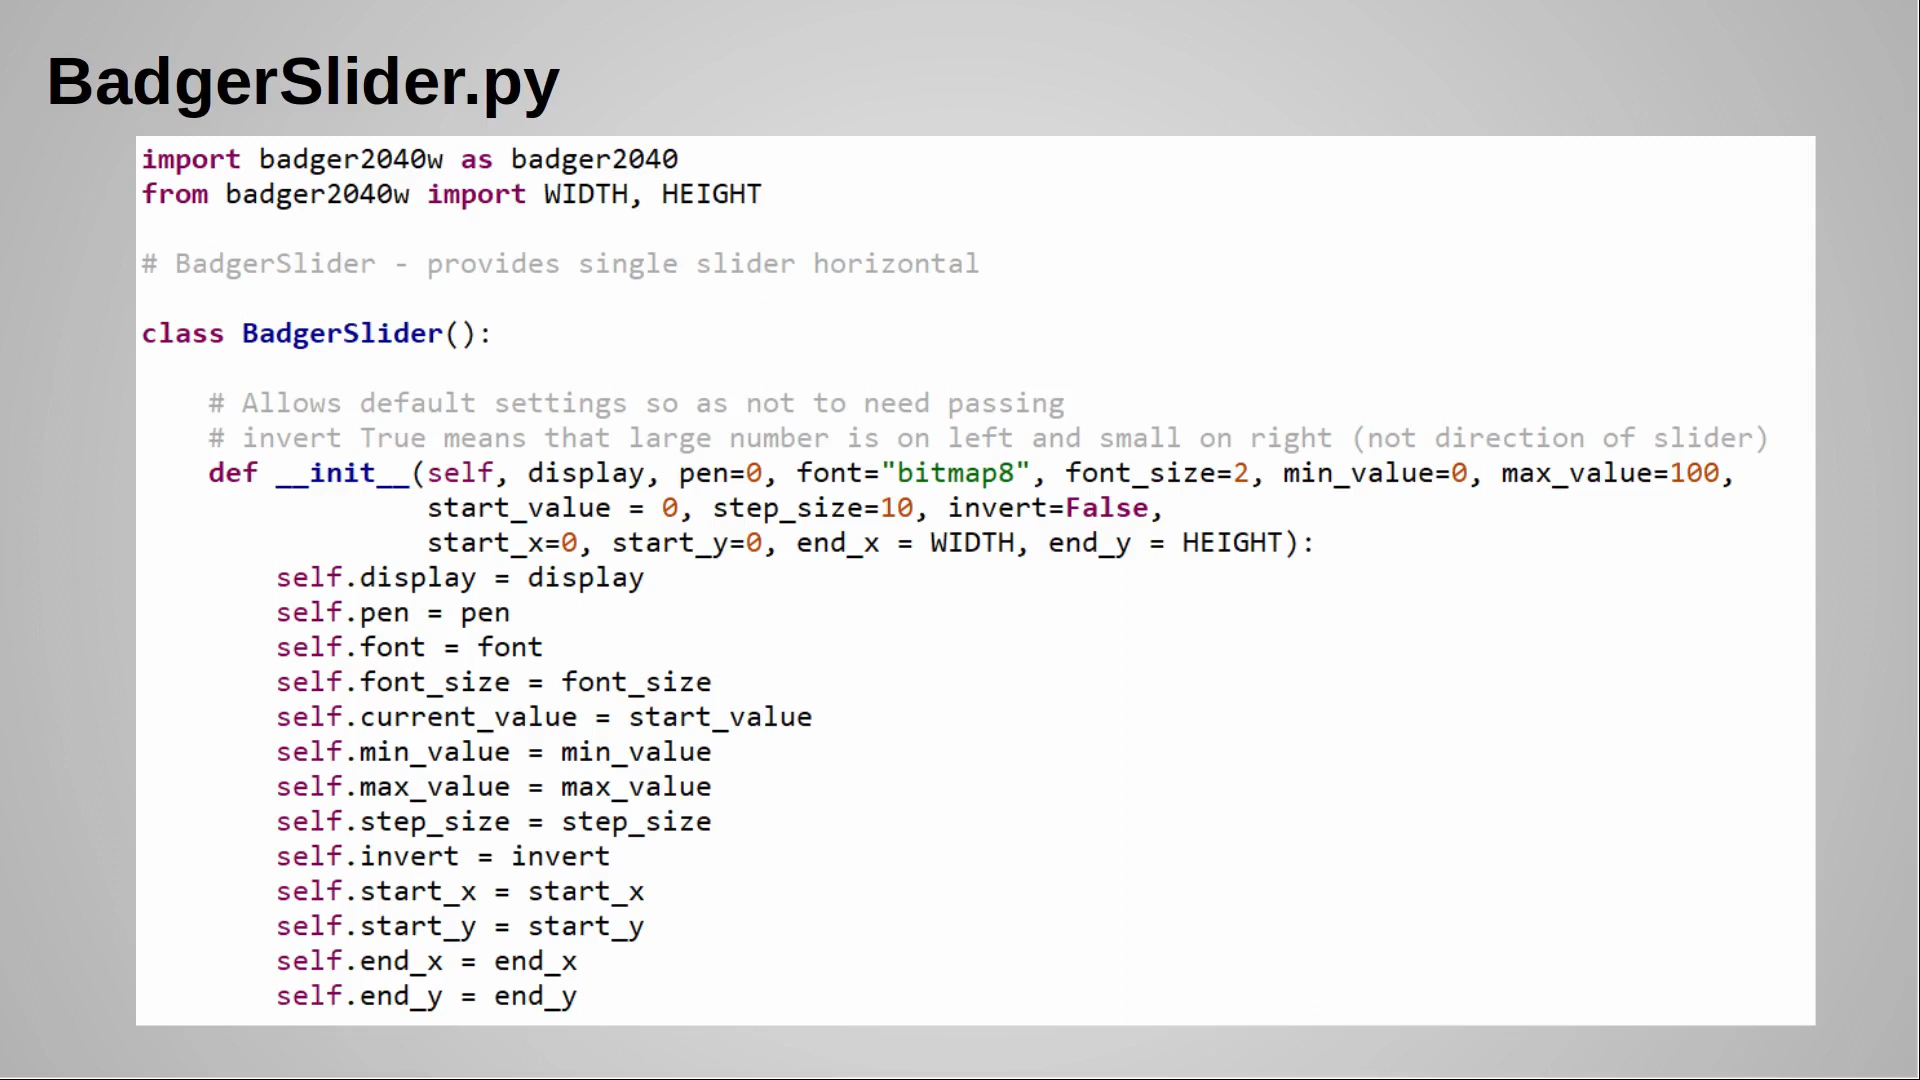 BadgerSlider.py
import badger2040w as badger2040
from badger2040w import WIDTH, HEIGHT
# BadgerSlider - provides single slider horizontal
class BadgerSlider():
# Allows default settings so as not to need passing
# invert True means that large number is on left and small on right (not direction of slider)
def __init__(self, display, pen=0, font="bitmap8", font_size=2, min_value=0, max_value=100,
start_value = 0, step_size=10, invert=False,
start_x=0, start_y=0, end_x = WIDTH, end_y = HEIGHT):
self.display = display
self.pen = pen
self.font = font
self.font_size = font_size
self.current_value = start_value
self.min_value = min_value
self.max_value = max_value
self.step_size = step_size
self.invert = invert
self.start_x = start_x
self.start_y = start_y
self.end_x = end_x
self.end_y = end_y